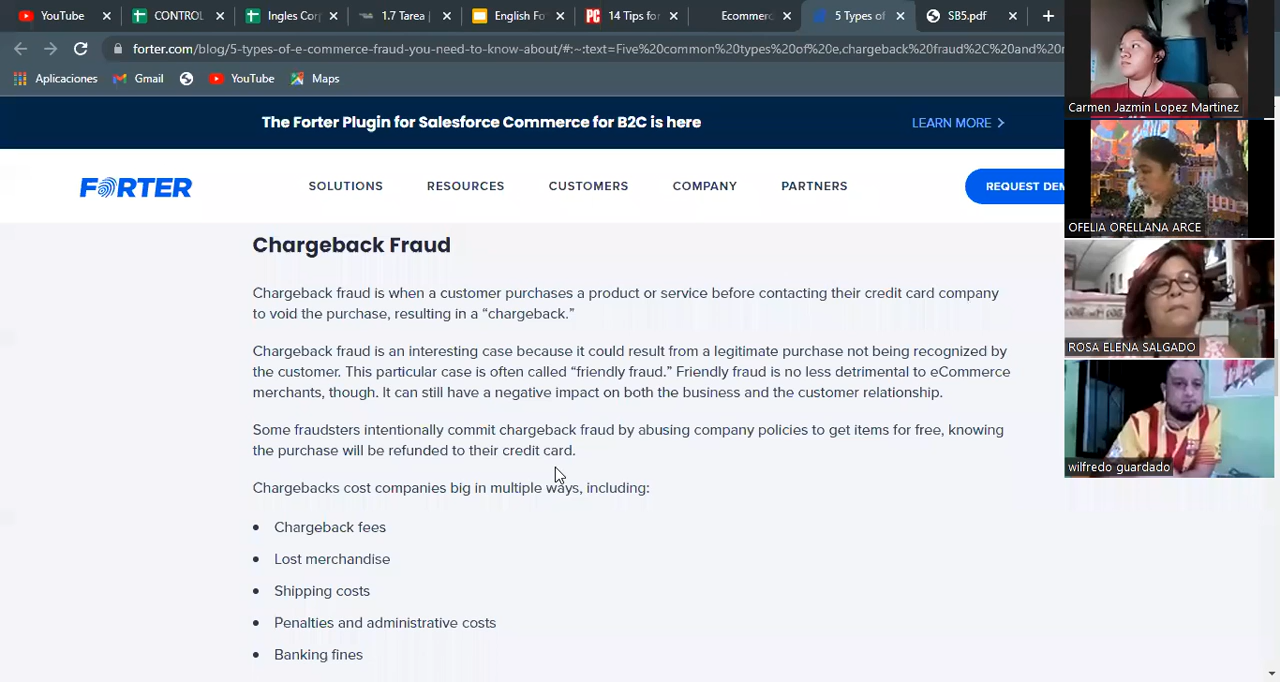 YouTube
CONTROL
Ingles Cor
1.7 Tarea
English Fo
14 Tips for
Ecommerc
5 Types of
SB5.pdf
forter.com/blog/5-types-of-e-commerce-fraud-you-need-to-know-about/#:~:text=Five%20common%20types%20of%20e,chargeback%20fraud%2C%20and%20
Aplicaciones
Gmail
YouTube
Maps
The Forter Plugin for Salesforce Commerce for B2C is here
LEARN MORE
FORTER
SOLUTIONS
RESOURCES
CUSTOMERS
COMPANY
PARTNERS
REQUEST DEM
Chargeback Fraud
Chargeback fraud is when a customer purchases a product or service before contacting their credit card company
to void the purchase, resulting in a “chargeback.”
Chargeback fraud is an interesting case because it could result from a legitimate purchase not being recognized by
the customer. This particular case is often called “friendly fraud.” Friendly fraud is no less detrimental to eCommerce
merchants, though. It can still have a negative impact on both the business and the customer relationship.
Some fraudsters intentionally commit chargeback fraud by abusing company policies to get items for free, knowing
the purchase will be refunded to their credit card.
Chargebacks cost companies big in multiple ways, including:
• Chargeback fees
• Lost merchandise
• Shipping costs
• Penalties and administrative costs
• Banking fines
Carmen Jazmin Lopez Martinez
OFELIA ORELLANA ARCE
ROSA ELENA SALGADO
wilfredo guardado